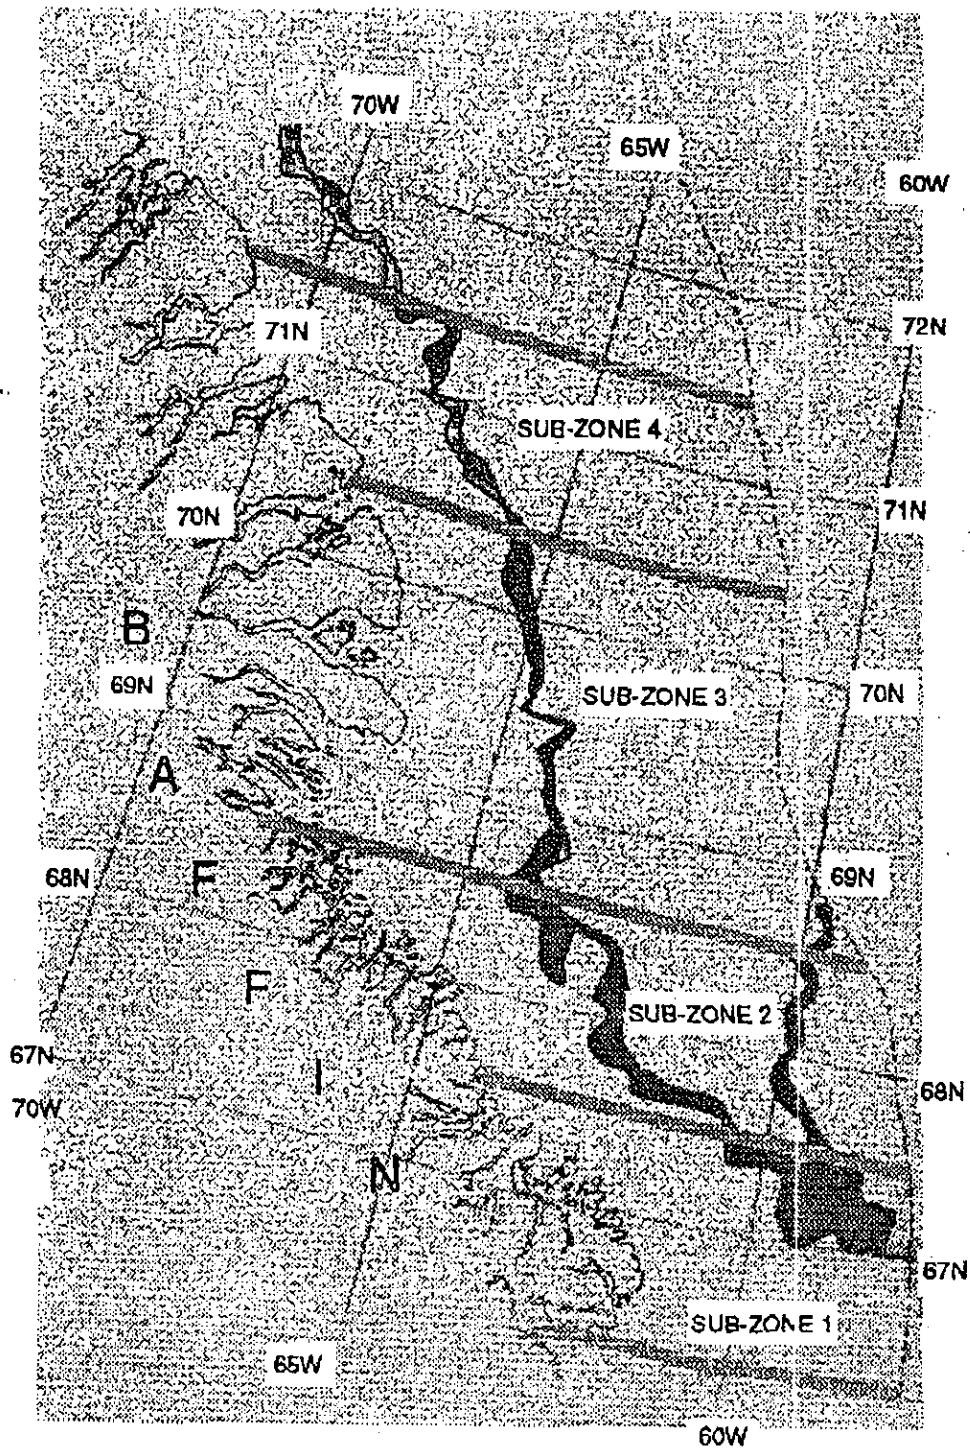 70W
65W
60W
71N
72N
SUB-ZONE 4
70N
71N
B
69N
SUB-ZONE 3
70N
A
68N
F
69N
F
SUB-ZONE 2
67N
I
68N
70W
N
67N
SUB-ZONE 1
65W
60W